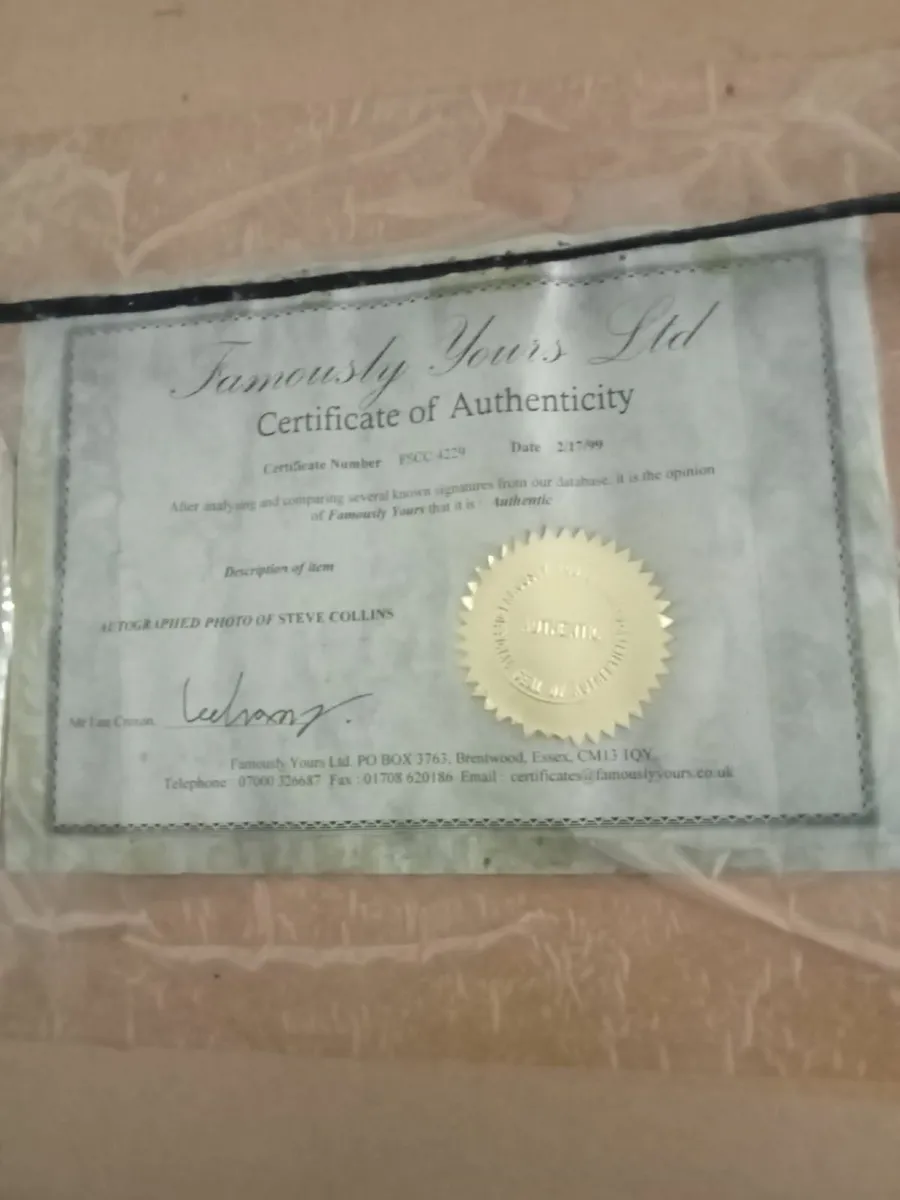 Famously Yours Ltd
Certificate of Authenticity
Certificate Number FSCC 4229 Date 2/17/99
After analysing and comparing several known signatures from our database, it is the opinion
of Famously Yours that it is : Authentic
Description of item
AUTOGRAPHED PHOTO OF STEVE COLLINS
Mr Lee
Famously Yours Ltd. PO BOX 3763, Brentwood, Essex, CM13 1QY.
Telephone : 07000 326687 Fax : 01708 620186 Email : certificates@famouslyyours.co.uk